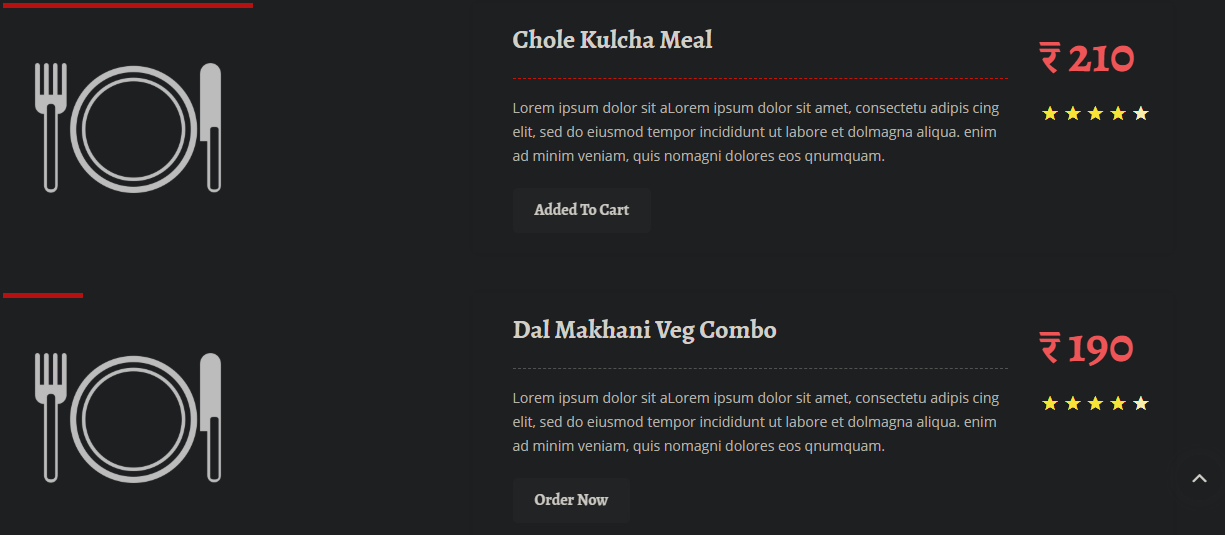 Chole Kulcha Meal
₹ 210
Lorem ipsum dolor sit aLorem ipsum dolor sit amet, consectetu adipis cing
elit, sed do eiusmod tempor incididunt ut labore et dolmagna aliqua. enim
ad minim veniam, quis nomagni dolores eos qnumquam.
Added To Cart
Dal Makhani Veg Combo
₹ 190
Lorem ipsum dolor sit aLorem ipsum dolor sit amet, consectetu adipis cing
elit, sed do eiusmod tempor incididunt ut labore et dolmagna aliqua. enim
ad minim veniam, quis nomagni dolores eos qnumquam.
Order Now